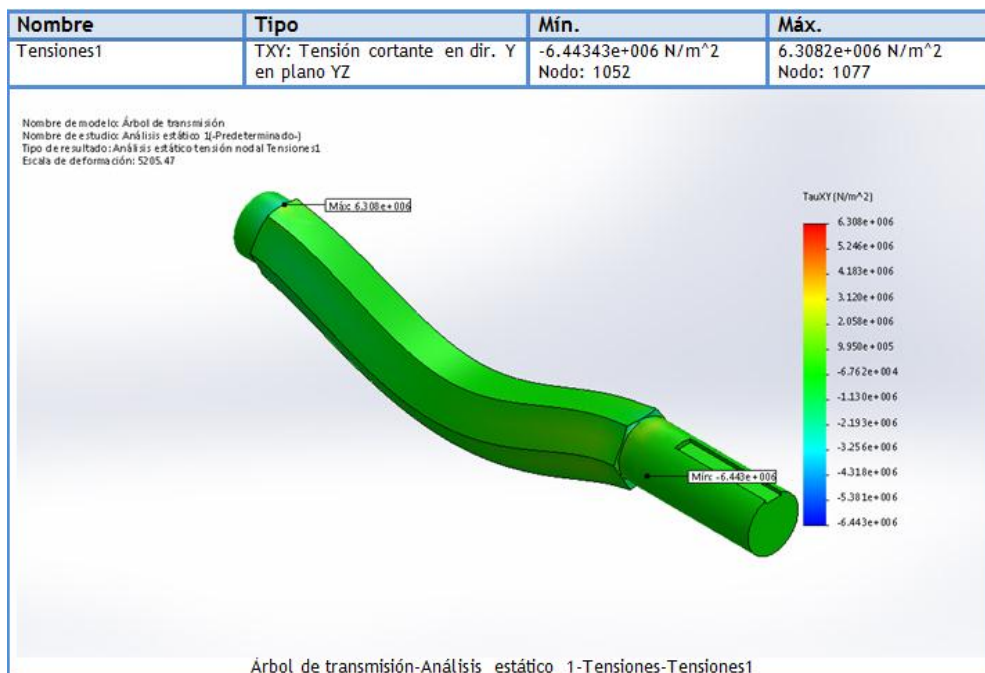 Nombre Tipo Mín. Máx.
Tensiones1 TXY: Tensión cortante en dir. Y -6.44343e+006 N/m^2 6.3082e+006 N/m^2
en plano YZ Nodo: 1052 Nodo: 1077
Nombre de modelo: Árbol de transmisión
Nombre de estudio: Análisis estático 1(-Predeterminado-)
Tipo de resultado: Análisis estático tensión nodal Tensiones1
Escala de deformación: 5205.47
Máx: 6.308e+006
TauXY (N/m^2)
6.308e+006
5.246e+006
4.183e+006
3.120e+006
2.058e+006
9.950e+005
-6.762e+004
-1.130e+006
-2.193e+006
-3.256e+006
-4.318e+006
-5.381e+006
-6.443e+006
Mín: -6.443e+006
Árbol de transmisión-Análisis estático 1-Tensiones-Tensiones1